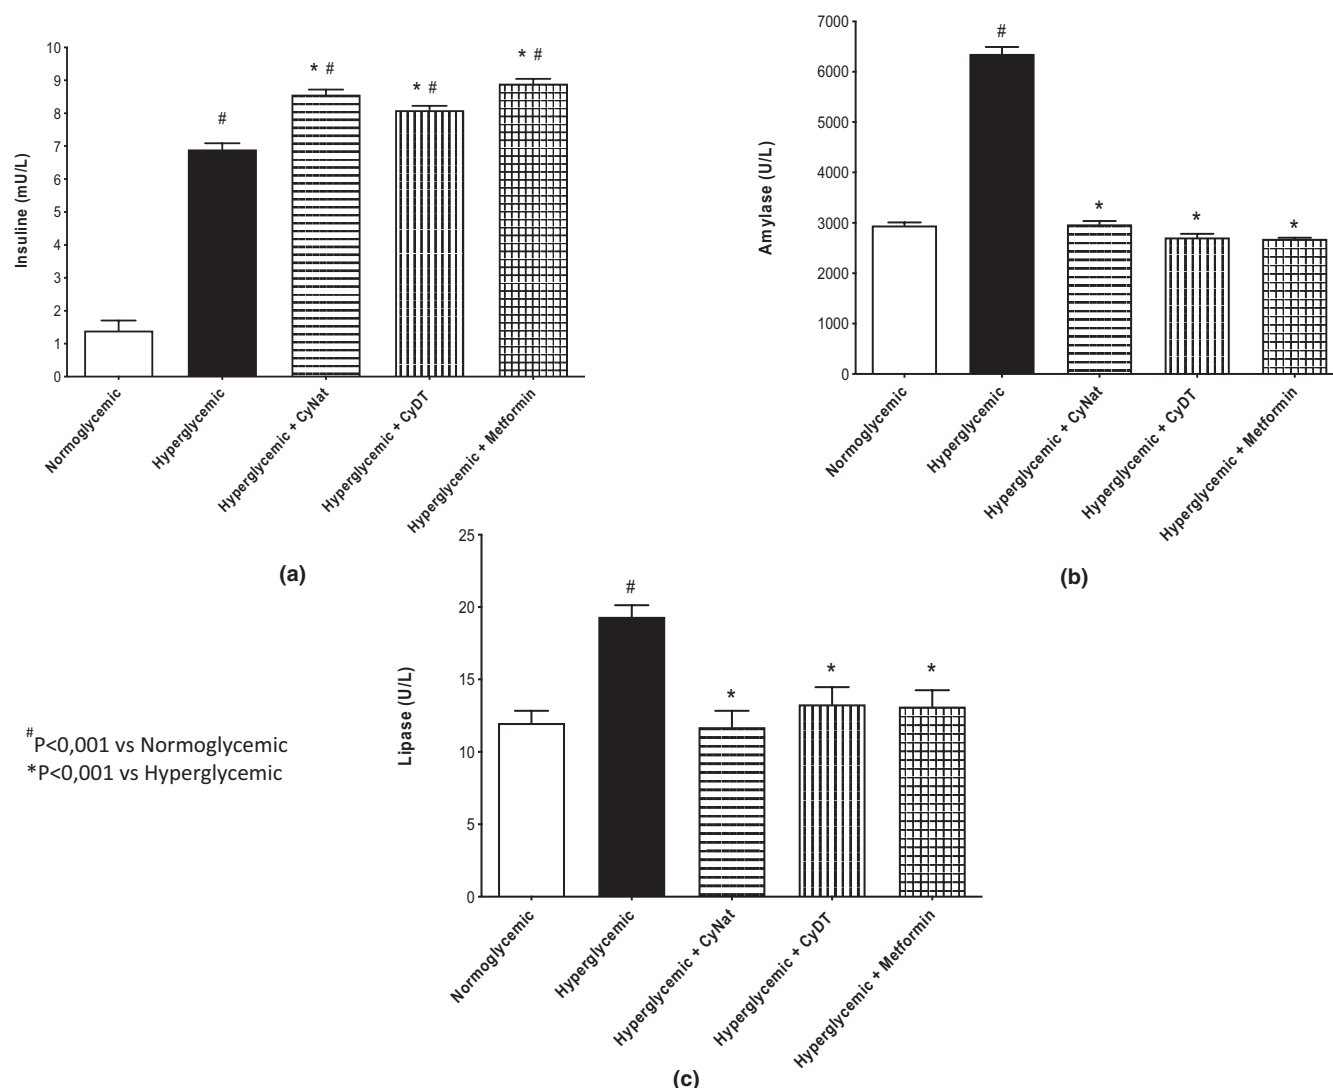 10
9
8
7
6
5
4
3
2
1
0
Insuline (mU/L)
#
* #
* #
* #
Normoglycemic
Hyperglycemic
Hyperglycemic + CyNat
Hyperglycemic + CyDT
Hyperglycemic + Metformin
(a)
7000
6000
5000
4000
3000
2000
1000
0
Amylase (U/L)
#
*
*
*
Normoglycemic
Hyperglycemic
Hyperglycemic + CyNat
Hyperglycemic + CyDT
Hyperglycemic + Metformin
(b)
25
20
15
10
5
0
Lipase (U/L)
#
*
*
*
Normoglycemic
Hyperglycemic
Hyperglycemic + CyNat
Hyperglycemic + CyDT
Hyperglycemic + Metformin
(c)
#P<0,001 vs Normoglycemic
*P<0,001 vs Hyperglycemic